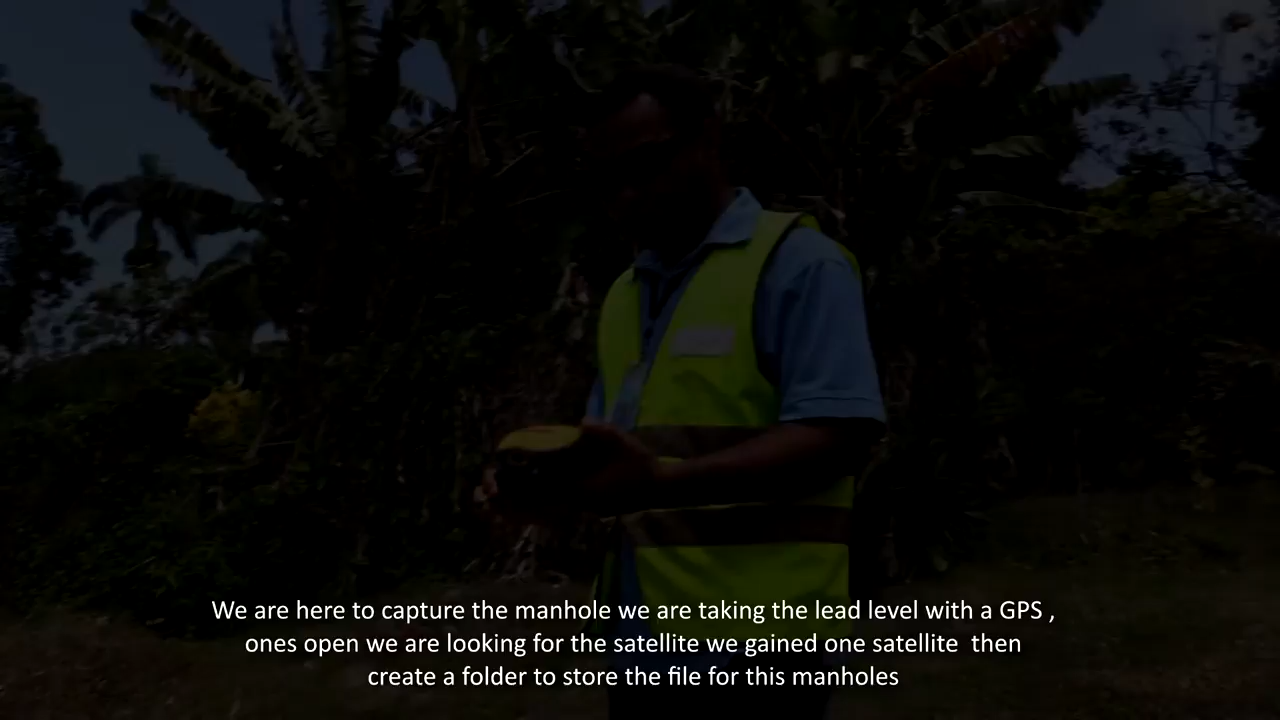 We are here to capture the manhole we are taking the lead level with a GPS ,
ones open we are looking for the satellite we gained one satellite  then
create a folder to store the file for this manholes